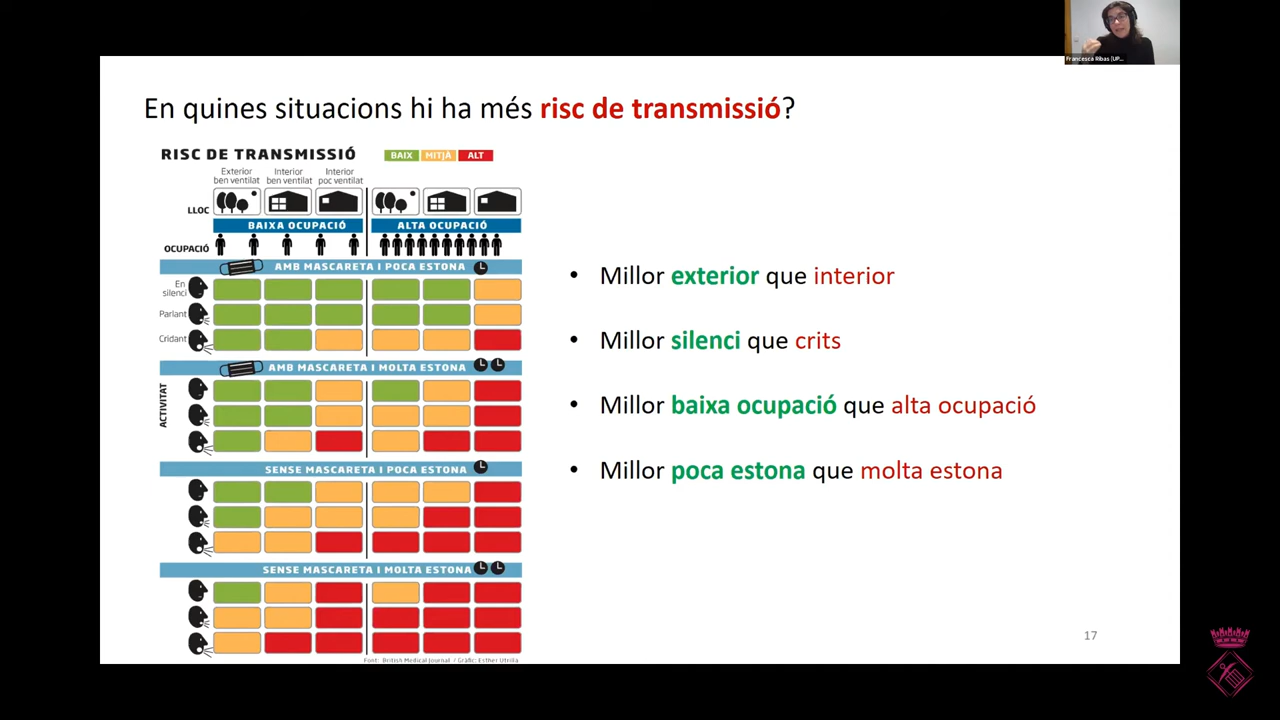 Francesca Ribas (UP...
En quines situacions hi ha més risc de transmissió?
RISC DE TRANSMISSIÓ
BAIX MITJÀ ALT
Exterior ben ventilat
Interior ben ventilat
Interior poc ventilat
LLOC
BAIXA OCUPACIÓ ALTA OCUPACIÓ
OCUPACIÓ
AMB MASCARETA I POCA ESTONA
En silenci
Parlant
Cridant
AMB MASCARETA I MOLTA ESTONA
ACTIVITAT
SENSE MASCARETA I POCA ESTONA
SENSE MASCARETA I MOLTA ESTONA
Font: British Medical Journal / Gràfic: Esther Utrilla
• Millor exterior que interior
• Millor silenci que crits
• Millor baixa ocupació que alta ocupació
• Millor poca estona que molta estona
17